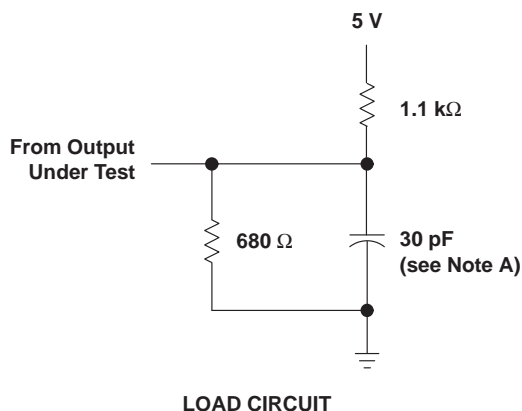 5 V
1.1 kΩ
From Output
Under Test
680 Ω
30 pF
(see Note A)
LOAD CIRCUIT